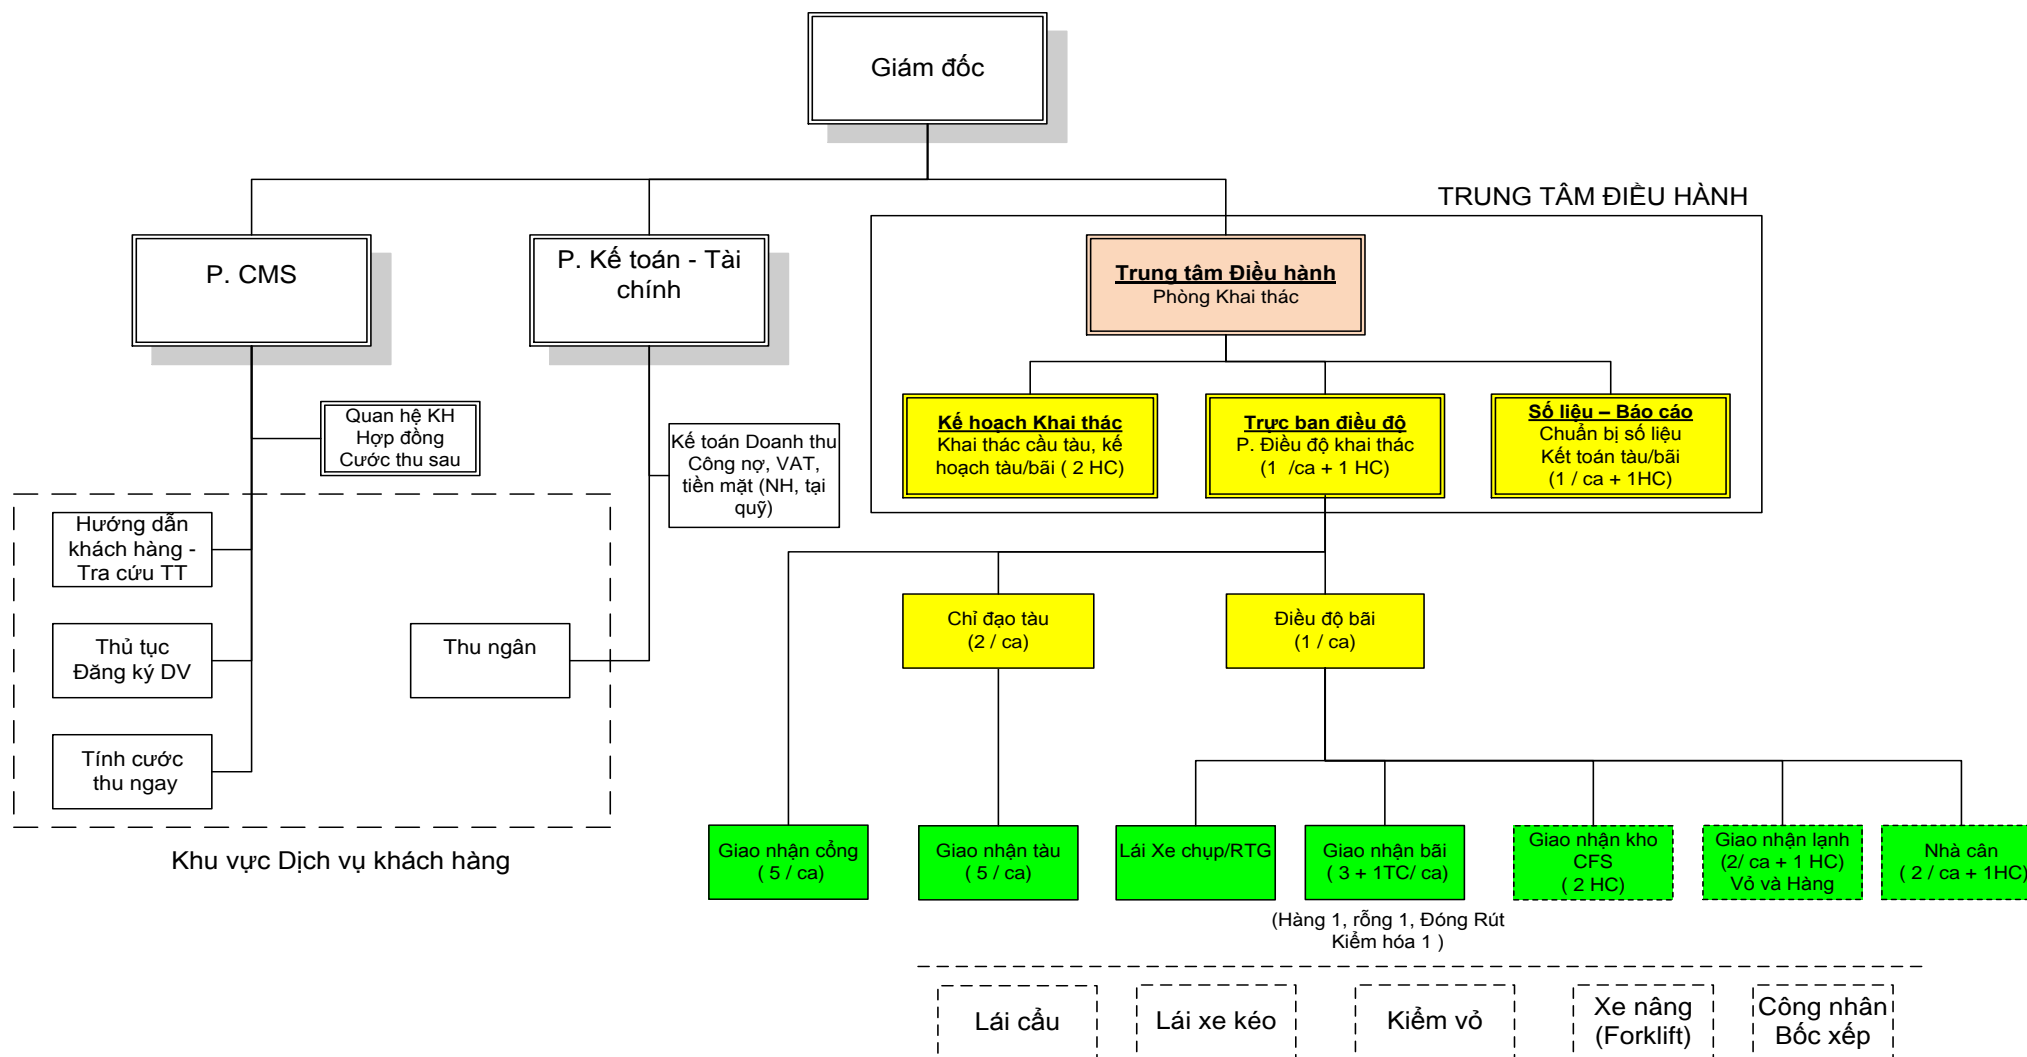 Giám đốc
TRUNG TÂM ĐIỀU HÀNH
P. CMS
P. Kế toán - Tài
chính
Trung tâm Điều hành
Phòng Khai thác
Quan hệ KH
Hợp đồng
Cước thu sau
Kế toán Doanh thu
Công nợ, VAT,
tiền mặt (NH, tại
quỹ)
Kế hoạch Khai thác
Khai thác cầu tàu, kế
hoạch tàu/bãi ( 2 HC)
Trực ban điều độ
P. Điều độ khai thác
(1 /ca + 1 HC)
Số liệu – Báo cáo
Chuẩn bị số liệu
Kết toán tàu/bãi
(1 / ca + 1HC)
Hướng dẫn
khách hàng -
Tra cứu TT
Thủ tục
Đăng ký DV
Thu ngân
Chỉ đạo tàu
(2 / ca)
Điều độ bãi
(1 / ca)
Tính cước
thu ngay
Khu vực Dịch vụ khách hàng
Giao nhận cổng
( 5 / ca)
Giao nhận tàu
( 5 / ca)
Lái Xe chụp/RTG
Giao nhận bãi
( 3 + 1TC/ ca)
Giao nhận kho
CFS
( 2 HC)
Giao nhận lạnh
(2/ ca + 1 HC)
Vỏ và Hàng
Nhà cân
( 2 / ca + 1HC)
(Hàng 1, rỗng 1, Đóng Rút
Kiểm hóa 1 )
Lái cẩu
Lái xe kéo
Kiểm vỏ
Xe nâng
(Forklift)
Công nhân
Bốc xếp